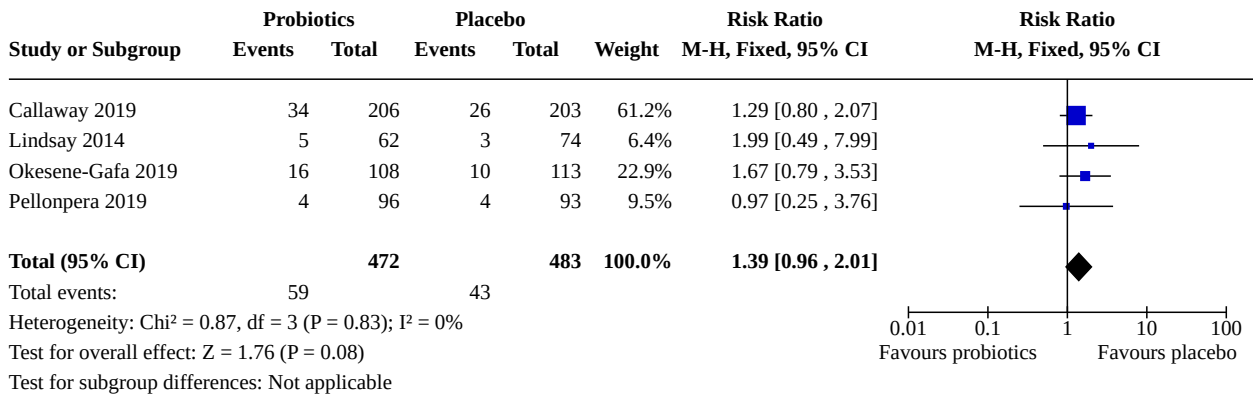 Probiotics Placebo Risk Ratio Risk Ratio
Study or Subgroup Events Total Events Total Weight M-H, Fixed, 95% CI M-H, Fixed, 95% CI
Callaway 2019 34 206 26 203 61.2% 1.29 [0.80 , 2.07]
Lindsay 2014 5 62 3 74 6.4% 1.99 [0.49 , 7.99]
Okesene-Gafa 2019 16 108 10 113 22.9% 1.67 [0.79 , 3.53]
Pellonpera 2019 4 96 4 93 9.5% 0.97 [0.25 , 3.76]
Total (95% CI) 472 483 100.0% 1.39 [0.96 , 2.01]
Total events: 59 43
Heterogeneity: Chi² = 0.87, df = 3 (P = 0.83); I² = 0%
0.01 0.1 1 10 100
Test for overall effect: Z = 1.76 (P = 0.08)
Favours probiotics Favours placebo
Test for subgroup differences: Not applicable